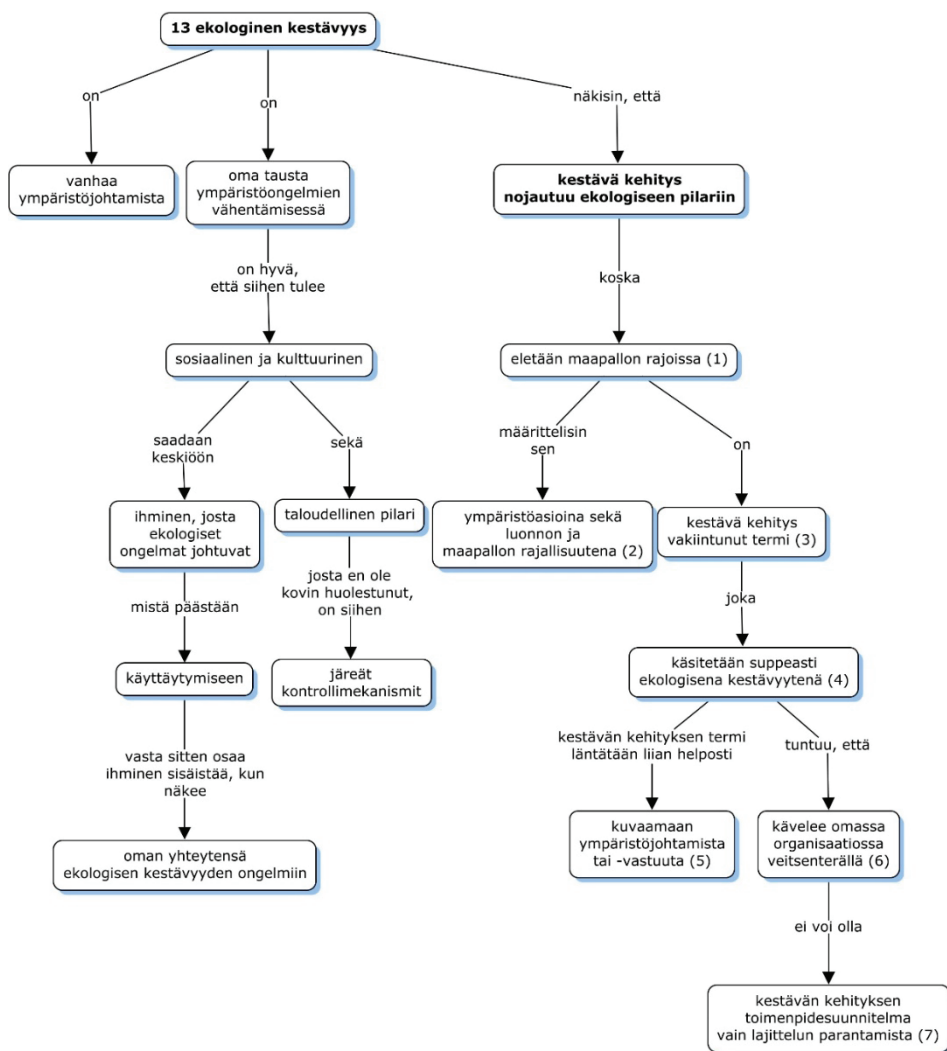 13 ekologinen kestävyys
on
on
näkisin, että
vanhaa
ympäristöjohtamista
oma tausta
ympäristöongelmien
vähentämisessä
kestävä kehitys
nojautuu ekologiseen pilariin
on hyvä,
että siihen tulee
koska
sosiaalinen ja kulttuurinen
eletään maapallon rajoissa (1)
saadaan
keskiöön
sekä
määrittelisin
sen
on
ihminen, josta
ekologiset
ongelmat johtuvat
taloudellinen pilari
ympäristöasioina sekä
luonnon ja
maapallon rajallisuutena (2)
kestävä kehitys
vakiintunut termi (3)
mistä päästään
josta en ole
kovin huolestunut,
on siihen
joka
käyttäytymiseen
järeät
kontrollimekanismit
käsitetään suppeasti
ekologisena kestävyytenä (4)
vasta sitten osaa
ihminen sisäistää, kun
näkee
kestävän kehityksen termi
läntätään liian helposti
tuntuu, että
oman yhteytensä
ekologisen kestävyyden ongelmiin
kuvaamaan
ympäristöjohtamista
tai -vastuuta (5)
kävelee omassa
organisaatiossa
veitsenterällä (6)
ei voi olla
kestävän kehityksen
toimenpidesuunnitelma
vain lajittelun parantamista (7)